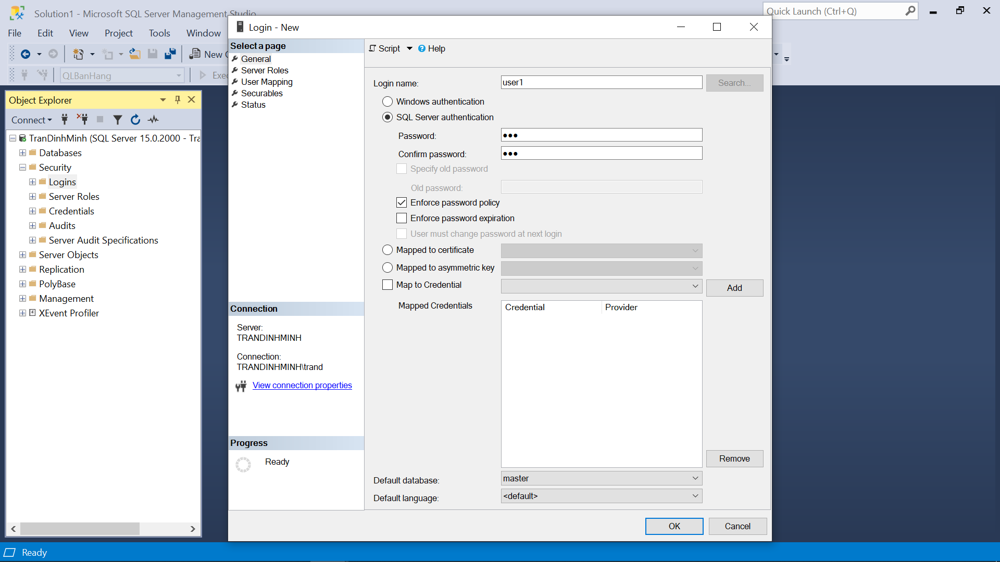 Solution1 - Microsoft SQL Server Management Studio
Quick Launch (Ctrl+Q)
File Edit View Project Tools Window
New
QLBanHang
Object Explorer
Connect
TranDinhMinh (SQL Server 15.0.2000 - Tra
Databases
Security
Logins
Server Roles
Credentials
Audits
Server Audit Specifications
Server Objects
Replication
PolyBase
Management
XEvent Profiler
Login - New
Select a page
General
Server Roles
User Mapping
Securables
Status
Connection
Server:
TRANDINHMINH
Connection:
TRANDINHMINH\trand
View connection properties
Progress
Ready
Script Help
Login name: user1 Search...
Windows authentication
SQL Server authentication
Password: ●●●
Confirm password: ●●●
Specify old password
Old password:
Enforce password policy
Enforce password expiration
User must change password at next login
Mapped to certificate
Mapped to asymmetric key
Map to Credential Add
Mapped Credentials Credential Provider
Remove
Default database: master
Default language: <default>
OK Cancel
Ready